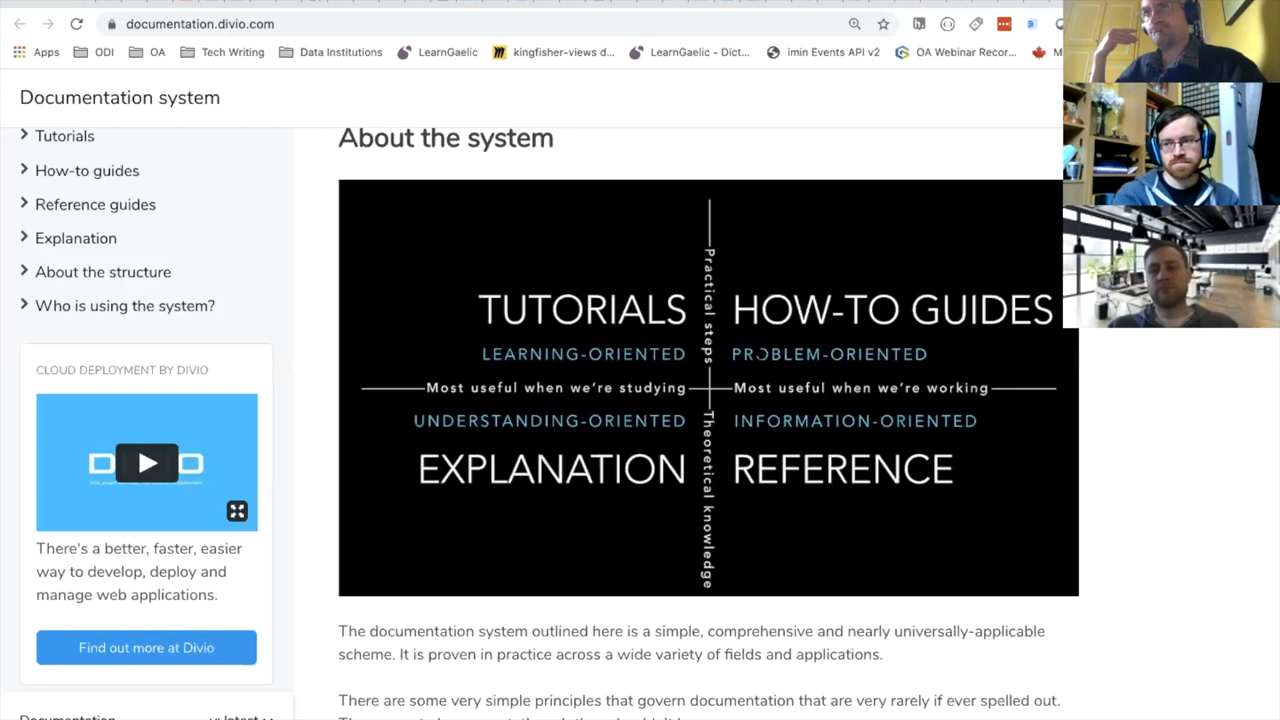 documentation.divio.com
Apps
ODI
OA
Tech Writing
Data Institutions
LearnGaelic
kingfisher-views d...
LearnGaelic - Dict...
imin Events API v2
OA Webinar Recor...
Documentation system
Tutorials
How-to guides
Reference guides
Explanation
About the structure
Who is using the system?
CLOUD DEPLOYMENT BY DIVIO
There's a better, faster, easier
way to develop, deploy and
manage web applications.
Find out more at Divio
About the system
Practical steps
TUTORIALS
HOW-TO GUIDES
LEARNING-ORIENTED
PROBLEM-ORIENTED
Most useful when we're studying
Most useful when we're working
UNDERSTANDING-ORIENTED
INFORMATION-ORIENTED
EXPLANATION
REFERENCE
Theoretical knowledge
The documentation system outlined here is a simple, comprehensive and nearly universally-applicable
scheme. It is proven in practice across a wide variety of fields and applications.
There are some very simple principles that govern documentation that are very rarely if ever spelled out.